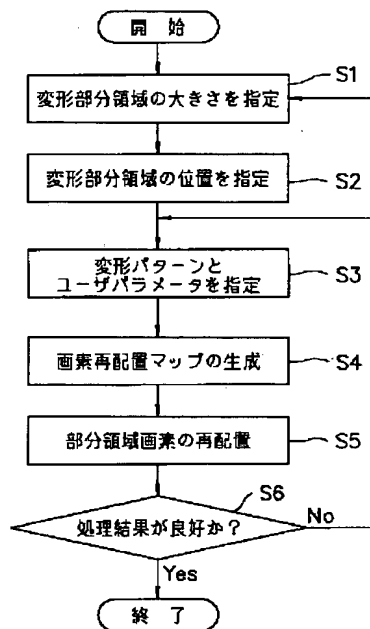 開 始
S1
変形部分領域の大きさを指定
変形部分領域の位置を指定
S2
変形パターンと
ユーザパラメータを指定
S3
画素再配置マップの生成
S4
部分領域画素の再配置
S5
S6
処理結果が良好か?
No
Yes
終 了